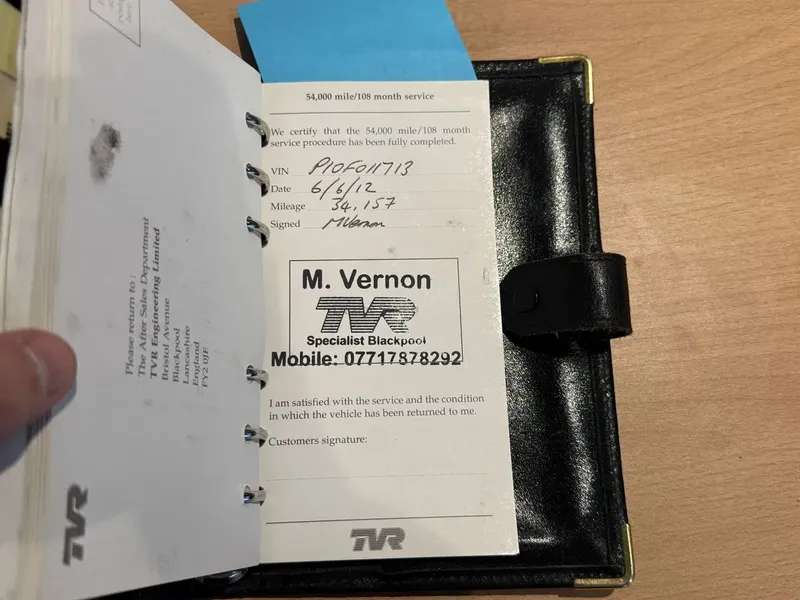 Please return to:
The After Sales Department
TVR Engineering Limited
Bristol Avenue
Blackpool
Lancashire
England
FY2 0JF
TVR
54,000 mile/108 month service
We certify that the 54,000 mile/108 month
service procedure has been fully completed.
VIN P10F011713
Date 6/6/12
Mileage 34,157
Signed MVernon
M. Vernon
TVR
Specialist Blackpool
Mobile: 07717878292
I am satisfied with the service and the condition
in which the vehicle has been returned to me.
Customers signature:
TVR